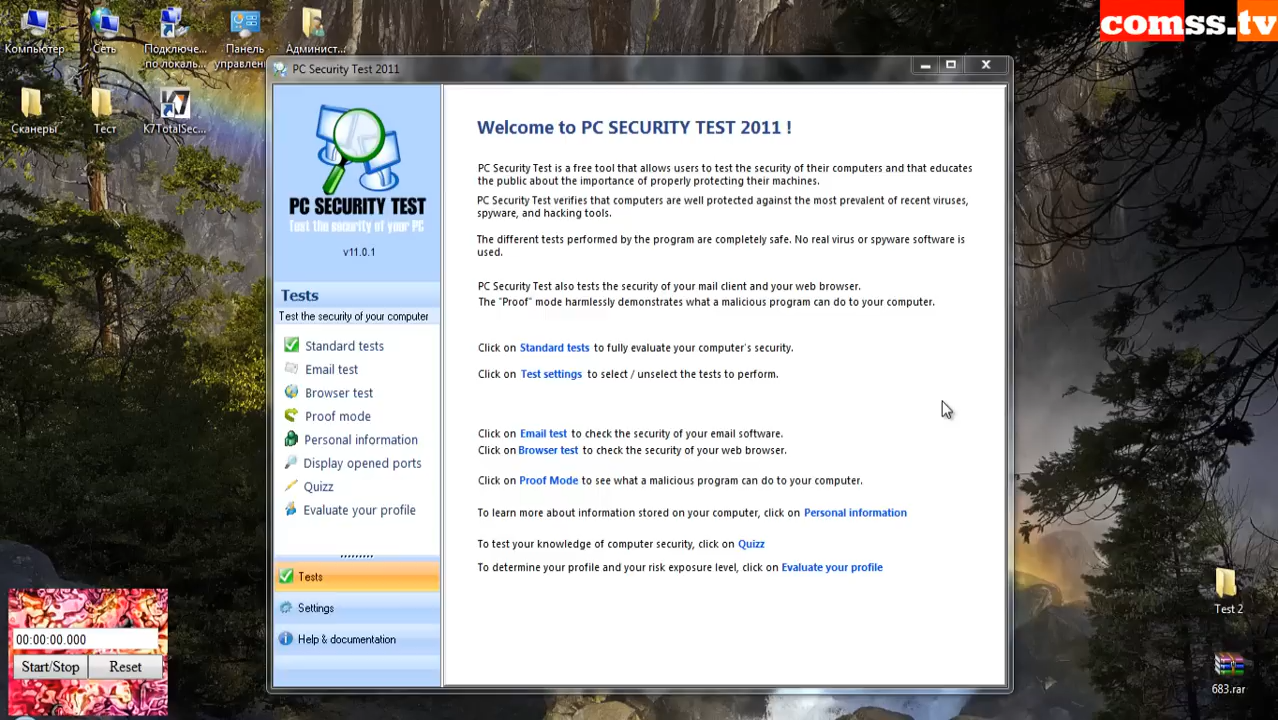 comss.tv
Компьютер
Сеть
Подключе...
по локаль...
Панель
управлен
Админист...
Сканеры
Тест
K7TotalSec...
PC Security Test 2011
PC SECURITY TEST
Test the security of your PC
v11.0.1
Tests
Test the security of your computer
Standard tests
Email test
Browser test
Proof mode
Personal information
Display opened ports
Quizz
Evaluate your profile
Tests
Settings
Help & documentation
Welcome to PC SECURITY TEST 2011 !
PC Security Test is a free tool that allows users to test the security of their computers and that educates
the public about the importance of properly protecting their machines.
PC Security Test verifies that computers are well protected against the most prevalent of recent viruses,
spyware, and hacking tools.
The different tests performed by the program are completely safe. No real virus or spyware software is
used.
PC Security Test also tests the security of your mail client and your web browser.
The "Proof" mode harmlessly demonstrates what a malicious program can do to your computer.
Click on Standard tests to fully evaluate your computer's security.
Click on Test settings to select / unselect the tests to perform.
Click on Email test to check the security of your email software.
Click on Browser test to check the security of your web browser.
Click on Proof Mode to see what a malicious program can do to your computer.
To learn more about information stored on your computer, click on Personal information
To test your knowledge of computer security, click on Quizz
To determine your profile and your risk exposure level, click on Evaluate your profile
00:00:00.000
Start/Stop
Reset
Test 2
683.rar